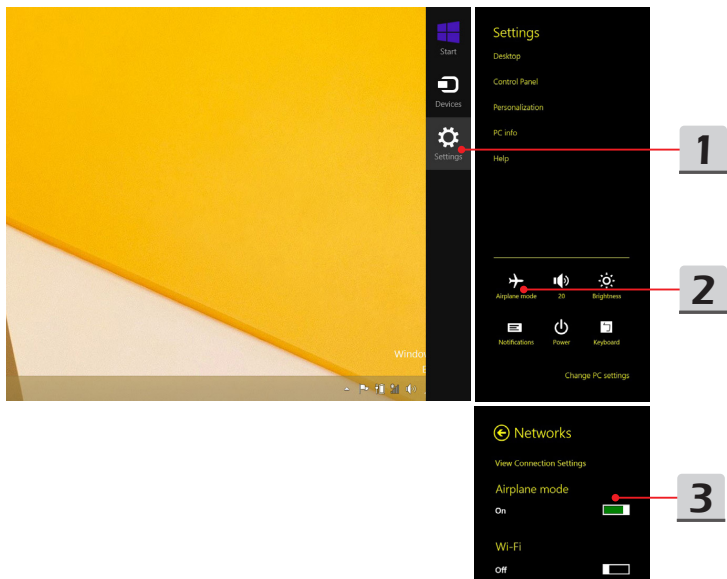 Start
Devices
Settings
Settings
Desktop
Control Panel
Personalization
PC info
Help
Airplane mode
20
Brightness
Notifications
Power
Keyboard
Change PC settings
1
2
Networks
View Connection Settings
Airplane mode
On
Wi-Fi
Off
3